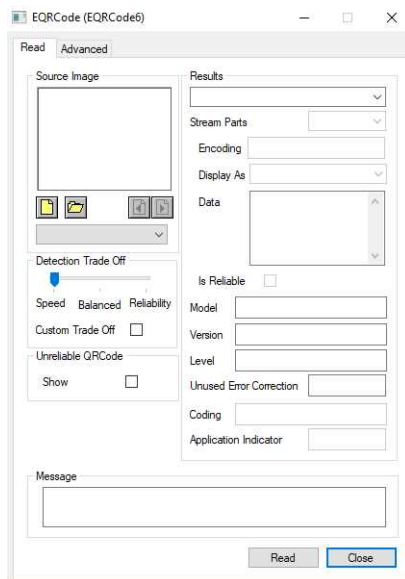 EQRCode (EQRCode6)
Read Advanced
Source Image
Detection Trade Off
Speed Balanced Reliability
Custom Trade Off
Unreliable QRCode
Show
Results
Stream Parts
Encoding
Display As
Data
Is Reliable
Model
Version
Level
Unused Error Correction
Coding
Application Indicator
Message
Read Close